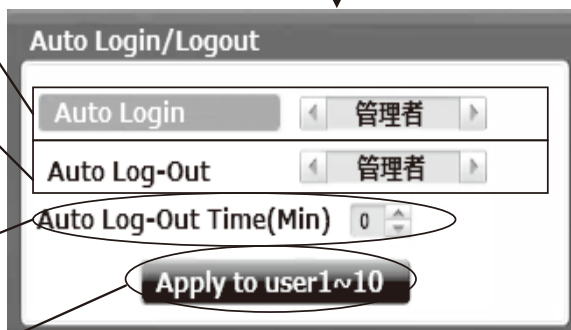 Auto Login/Logout
Auto Login 管理者
Auto Log-Out 管理者
Auto Log-Out Time(Min) 0
Apply to user1~10